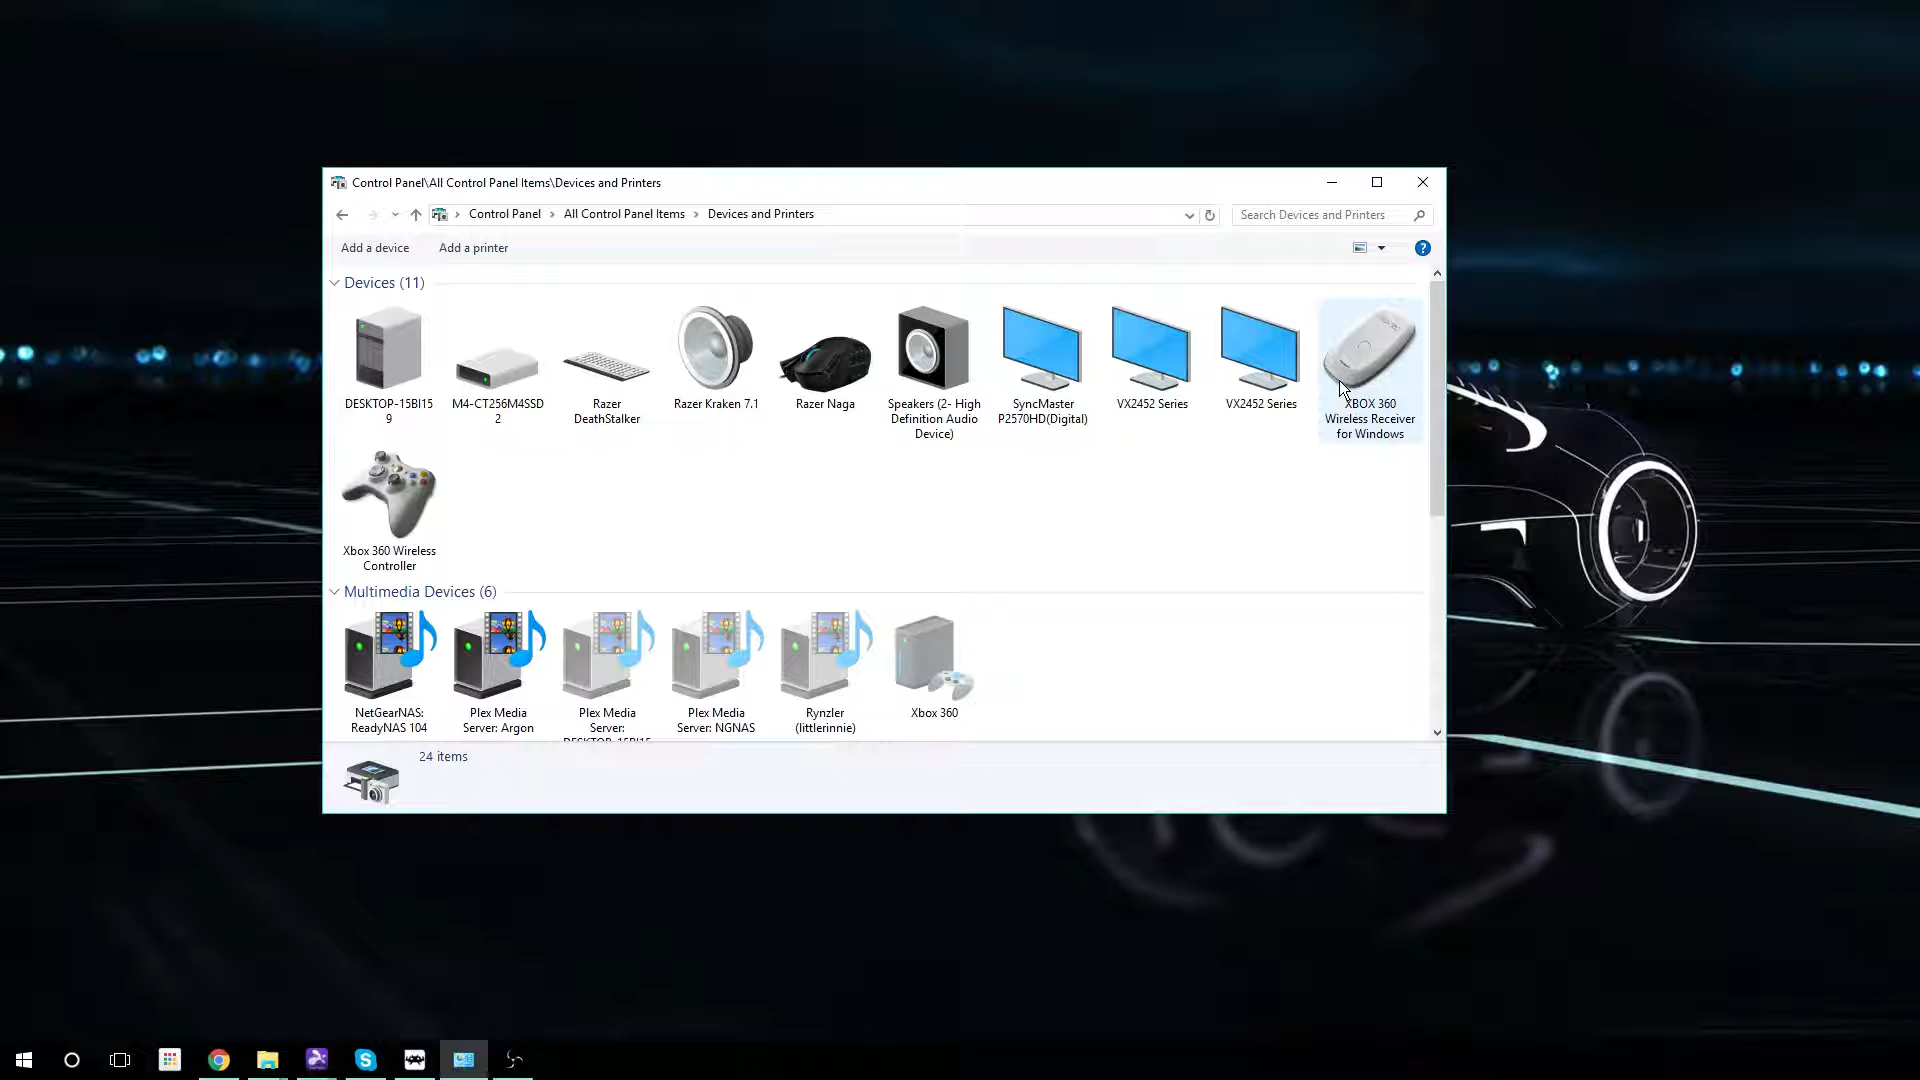 Control Panel\All Control Panel Items\Devices and Printers
Control Panel
All Control Panel Items
Devices and Printers
Search Devices and Printers
Add a device
Add a printer
Devices (11)
DESKTOP-15BI15
9
M4-CT256M4SSD
2
Razer
DeathStalker
Razer Kraken 7.1
Razer Naga
Speakers (2- High
Definition Audio
Device)
SyncMaster
P2570HD(Digital)
VX2452 Series
VX2452 Series
XBOX 360
Wireless Receiver
for Windows
Xbox 360 Wireless
Controller
Multimedia Devices (6)
NetGearNAS:
ReadyNAS 104
Plex Media
Server: Argon
Plex Media
Server:
DESKTOP-15BI15
Plex Media
Server: NGNAS
Rynzler
(littlerinnie)
Xbox 360
24 items